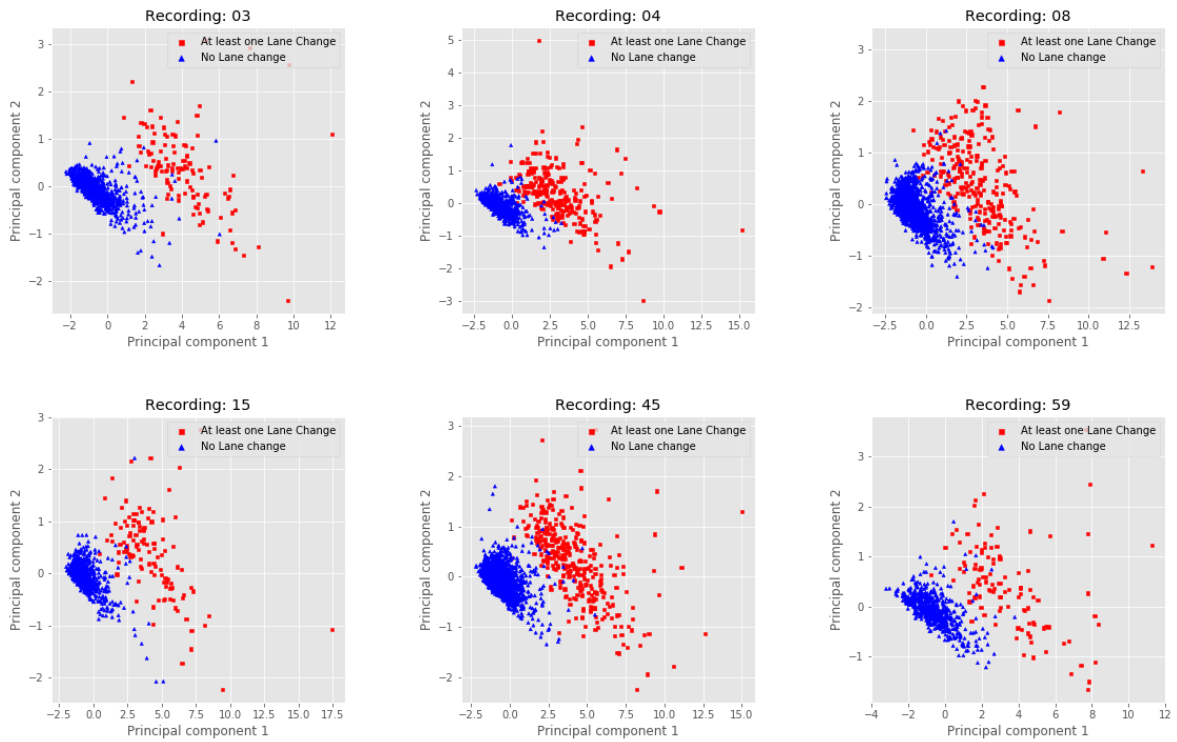 Recording: 03
At least one Lane Change
No Lane change
3
2
1
0
−1
−2
Principal component 2
−2
0
2
4
6
8
10
12
Principal component 1
Recording: 04
At least one Lane Change
No Lane change
5
4
3
2
1
0
−1
−2
−3
Principal component 2
−2.5
0.0
2.5
5.0
7.5
10.0
12.5
15.0
Principal component 1
Recording: 08
At least one Lane Change
No Lane change
3
2
1
0
−1
−2
Principal component 2
−2.5
0.0
2.5
5.0
7.5
10.0
12.5
Principal component 1
Recording: 15
At least one Lane Change
No Lane change
3
2
1
0
−1
−2
Principal component 2
0.0
2.5
5.0
7.5
10.0
12.5
15.0
17.5
Principal component 1
Recording: 45
At least one Lane Change
No Lane change
3
2
1
0
−1
−2
Principal component 2
−2.5
0.0
2.5
5.0
7.5
10.0
12.5
15.0
Principal component 1
Recording: 59
At least one Lane Change
No Lane change
3
2
1
0
−1
Principal component 2
−4
−2
0
2
4
6
8
10
12
Principal component 1